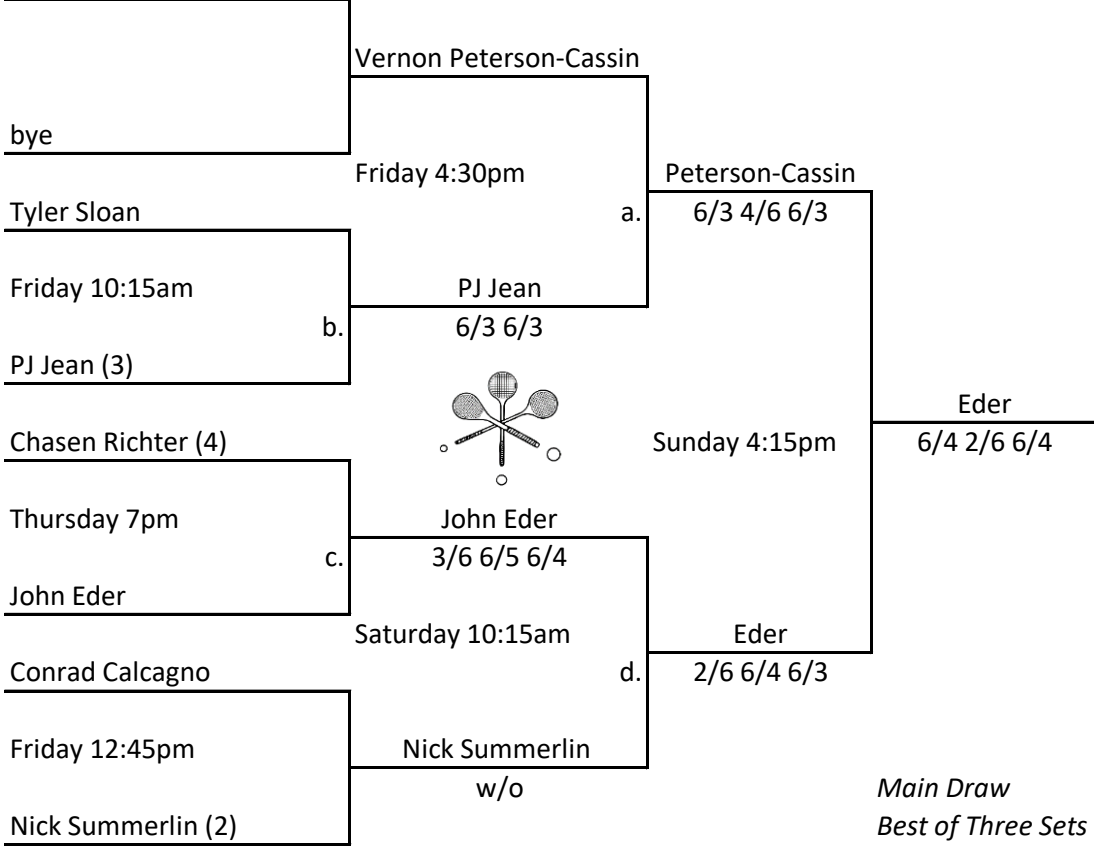 Vernon Peterson-Cassin
bye
Friday 4:30pm
Peterson-Cassin
Tyler Sloan
a.
6/3 4/6 6/3
Friday 10:15am
PJ Jean
b.
6/3 6/3
PJ Jean (3)
Eder
Chasen Richter (4)
Sunday 4:15pm
6/4 2/6 6/4
Thursday 7pm
John Eder
c.
3/6 6/5 6/4
John Eder
Saturday 10:15am
Eder
Conrad Calcagno
d.
2/6 6/4 6/3
Friday 12:45pm
Nick Summerlin
w/o
Main Draw
Nick Summerlin (2)
Best of Three Sets